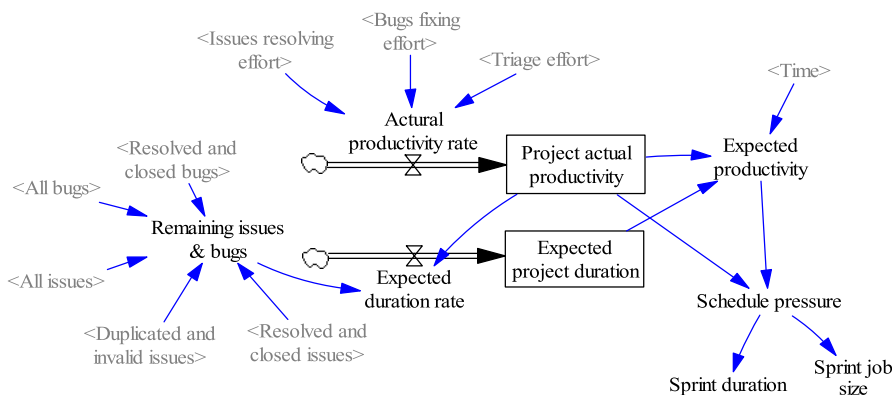 <Issues resolving
effort>
<Bugs fixing
effort>
<Triage effort>
<Time>
Actural
productivity rate
Project actual
productivity
Expected
productivity
<Resolved and
closed bugs>
<All bugs>
Remaining issues
& bugs
<All issues>
Expected
project duration
Expected
duration rate
Schedule pressure
<Duplicated and
invalid issues>
<Resolved and
closed issues>
Sprint duration
Sprint job
size